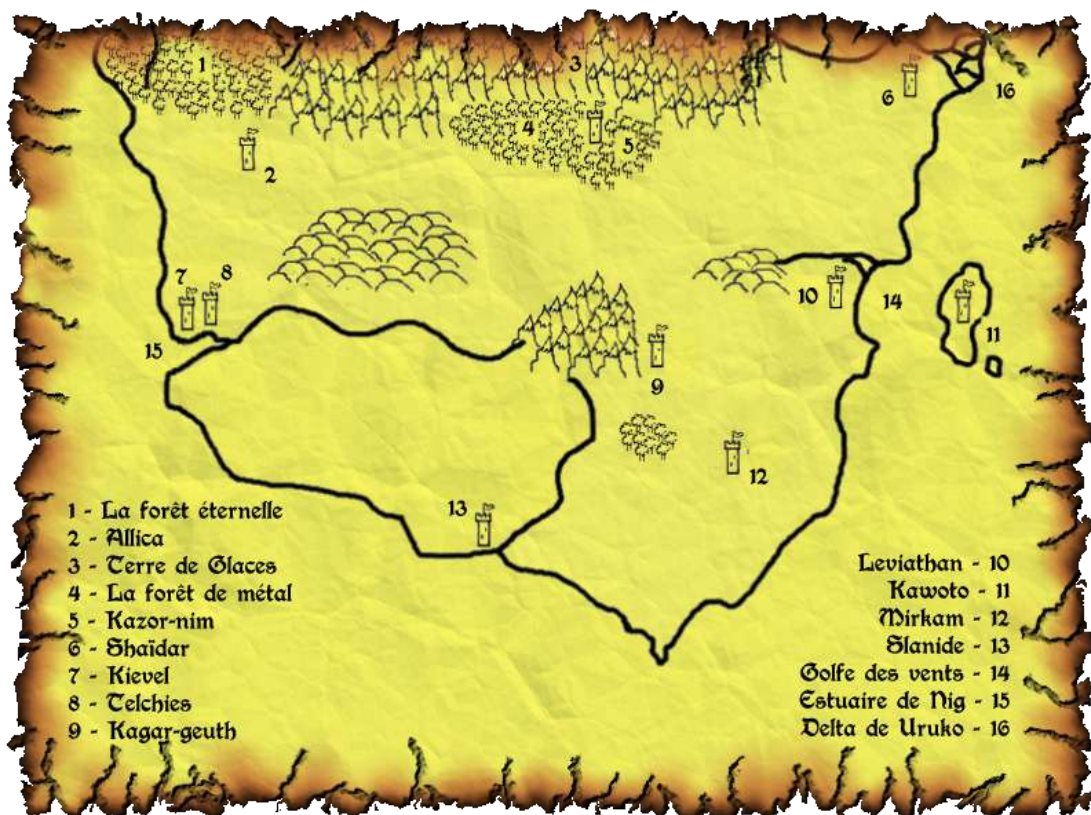 1
3
6
16
4
5
2
7
8
10
14
11
15
9
12
13
1 - La forêt éternelle
2 - Allica
3 - Terre de Glaces
4 - La forêt de métal
5 - Kazor-nim
6 - Shaïdar
7 - Kievel
8 - Telchies
9 - Kagar-geuth
Leviathan - 10
Kawoto - 11
Mirkam - 12
Slanide - 13
Golfe des vents - 14
Estuaire de Nig - 15
Delta de Uruko - 16